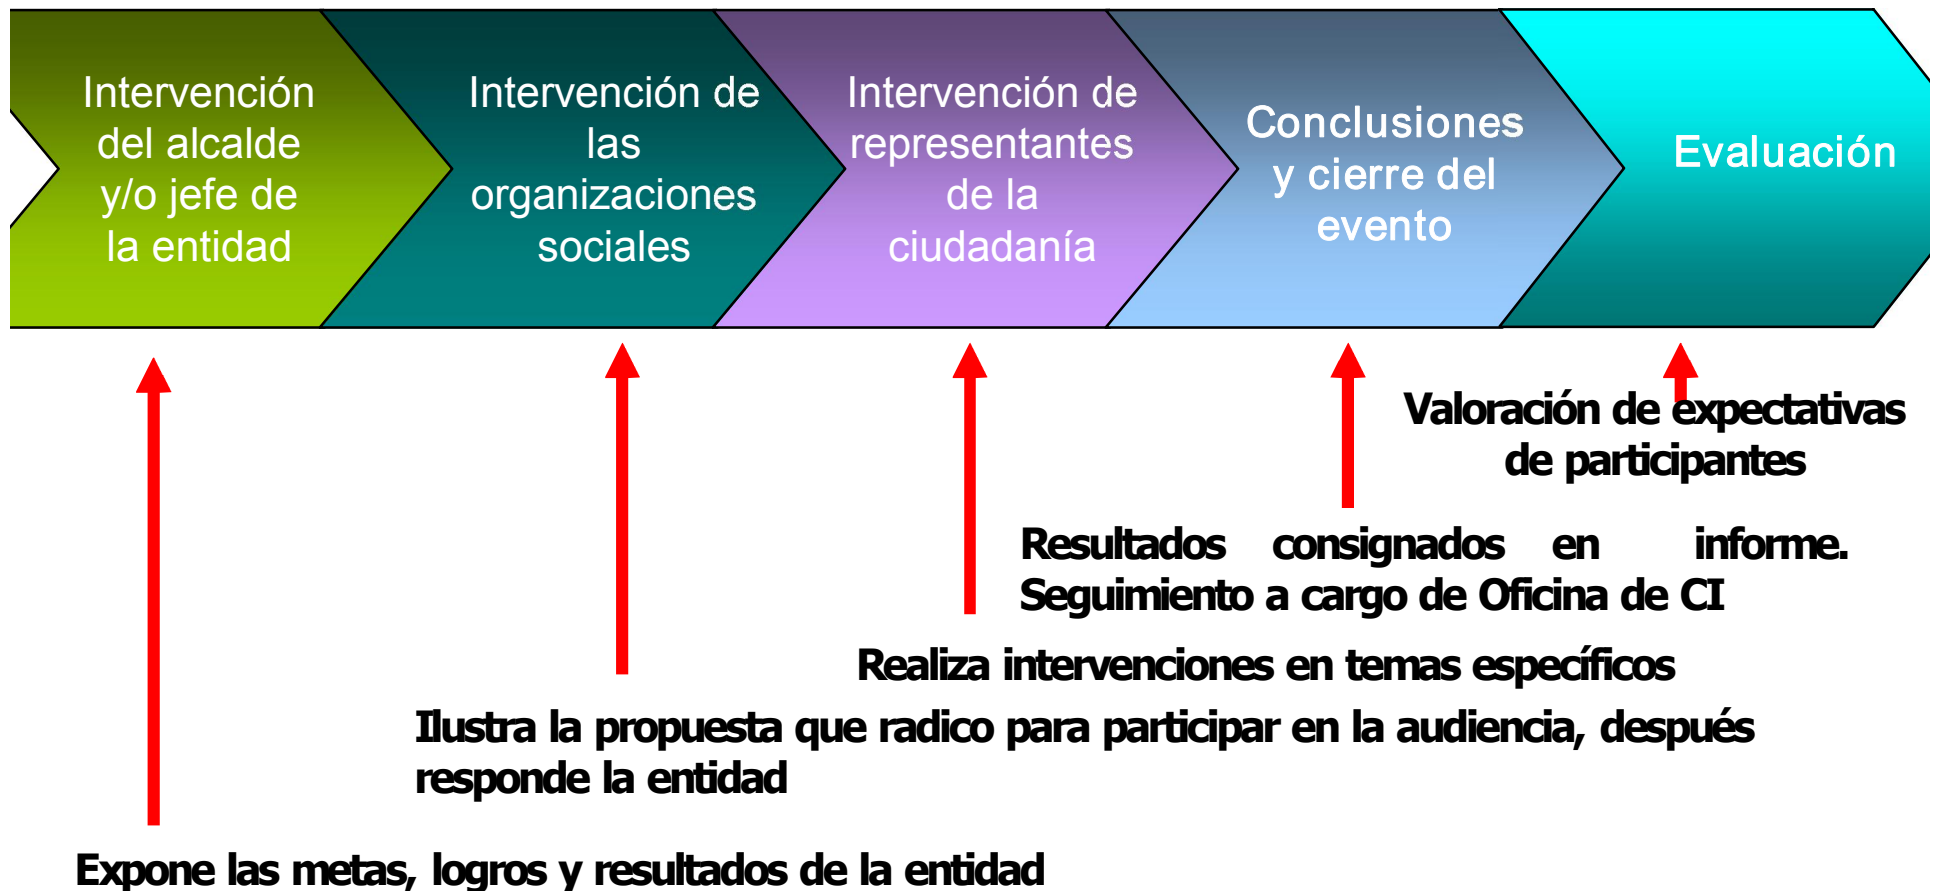 Intervención
del alcalde
y/o jefe de
la entidad
Intervención de
las
organizaciones
sociales
Intervención de
representantes
de la
ciudadanía
Conclusiones
y cierre del
evento
Evaluación
Valoración de expectativas
de participantes
Resultados consignados en informe.
Seguimiento a cargo de Oficina de CI
Realiza intervenciones en temas específicos
Ilustra la propuesta que radico para participar en la audiencia, después
responde la entidad
Expone las metas, logros y resultados de la entidad